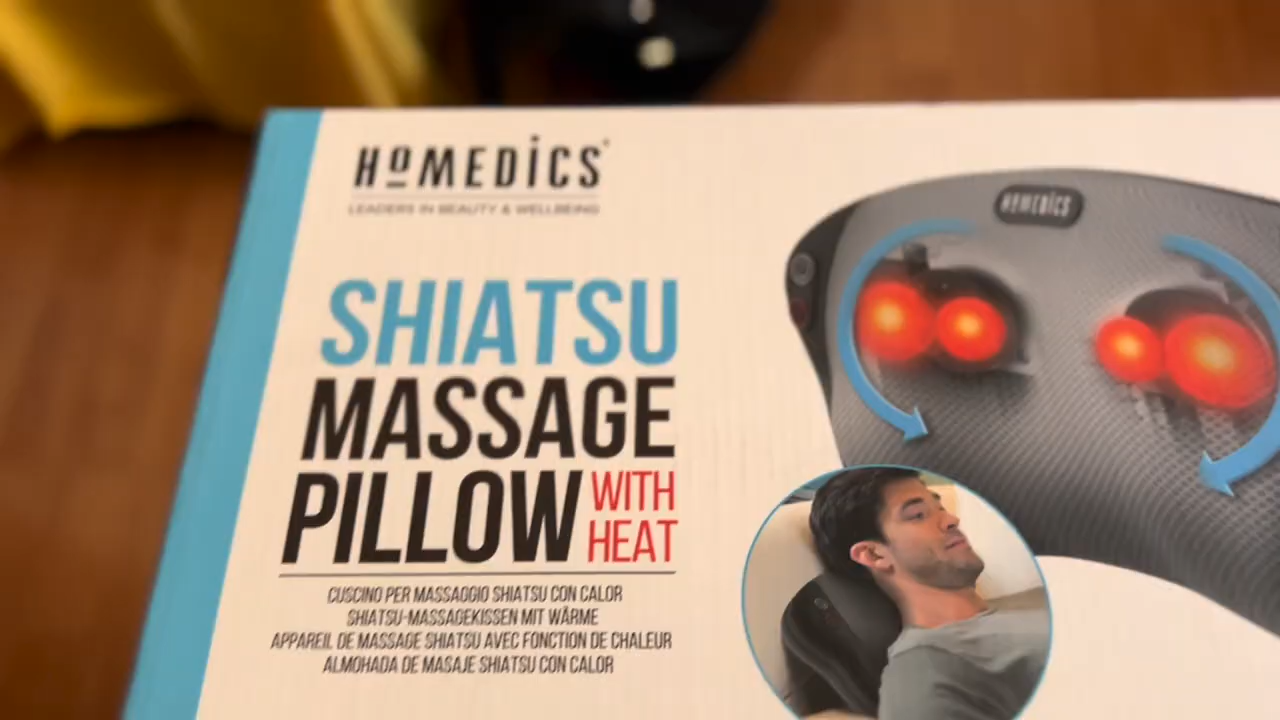 HOMEDICS
LEADERS IN BEAUTY & WELLBEING
HOMEDICS
SHIATSU
MASSAGE
PILLOW WITH HEAT
CUSCINO PER MASSAGGIO SHIATSU CON CALOR
SHIATSU-MASSAGEKISSEN MIT WÄRME
APPAREIL DE MASSAGE SHIATSU AVEC FONCTION DE CHALEUR
ALMOHADA DE MASAJE SHIATSU CON CALOR